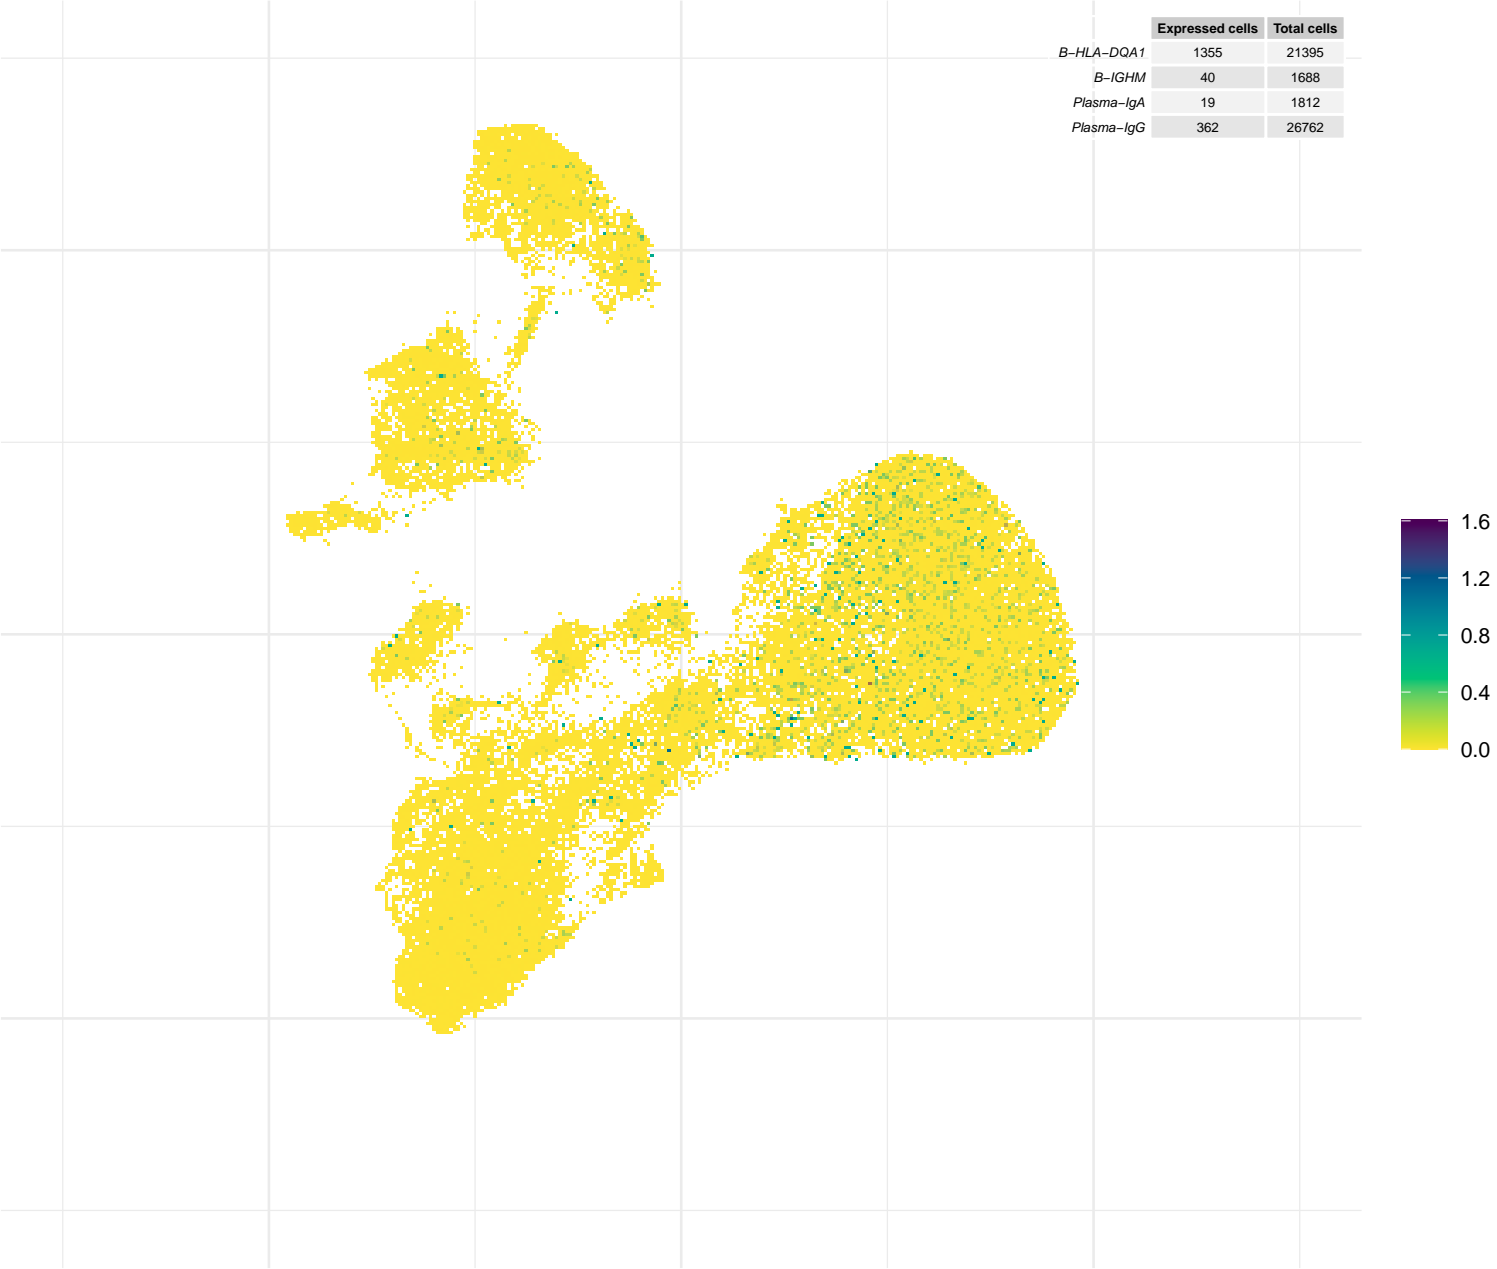 Expressed cells Total cells
B−HLA−DQA1 1355 21395
B−IGHM 40 1688
Plasma−IgA 19 1812
Plasma−IgG 362 26762
1.6
1.2
0.8
0.4
0.0